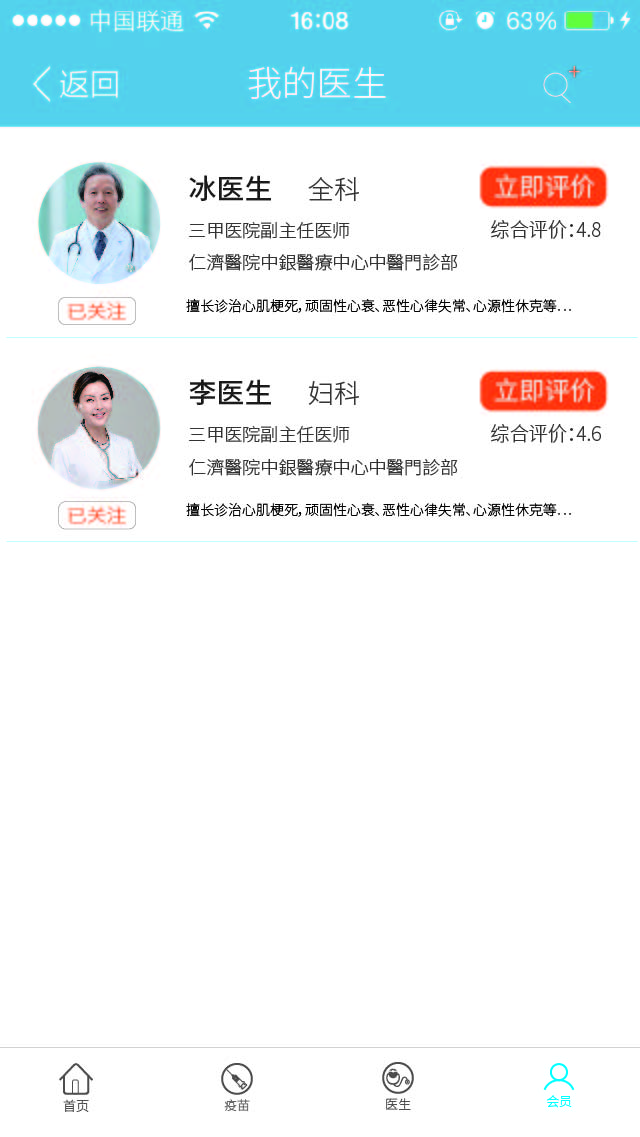 中国联通 16:08 63%
返回 我的医生
冰医生 全科 立即评价
三甲医院副主任医师 综合评价:4.8
仁濟醫院中銀醫療中心中醫門診部
已关注 擅长诊治心肌梗死,顽固性心衰、恶性心律失常、心源性休克等...
李医生 妇科 立即评价
三甲医院副主任医师 综合评价:4.6
仁濟醫院中銀醫療中心中醫門診部
已关注 擅长诊治心肌梗死,顽固性心衰、恶性心律失常、心源性休克等...
首页 疫苗 医生 会员